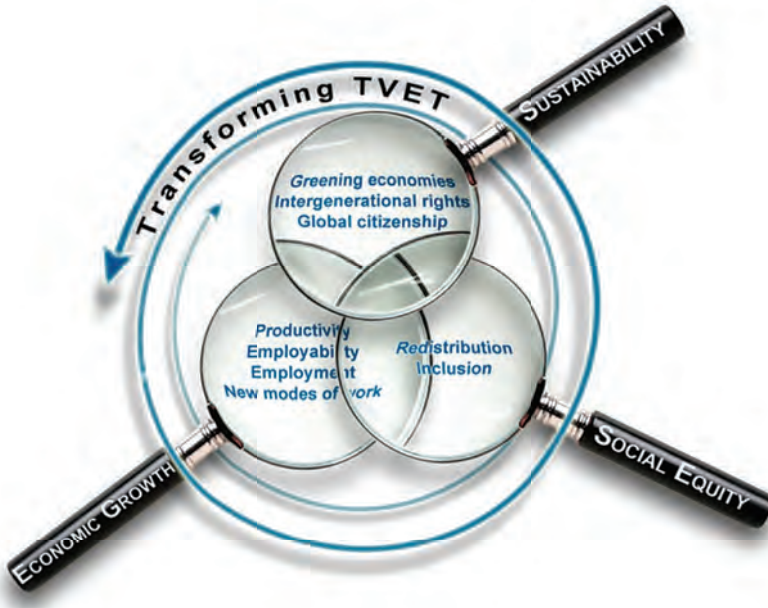 Transforming TVET
SUSTAINABILITY
Greening economies
Intergenerational rights
Global citizenship
Productivity
Employability
Employment
New modes of work
Redistribution
Inclusion
ECONOMIC GROWTH
SOCIAL EQUITY